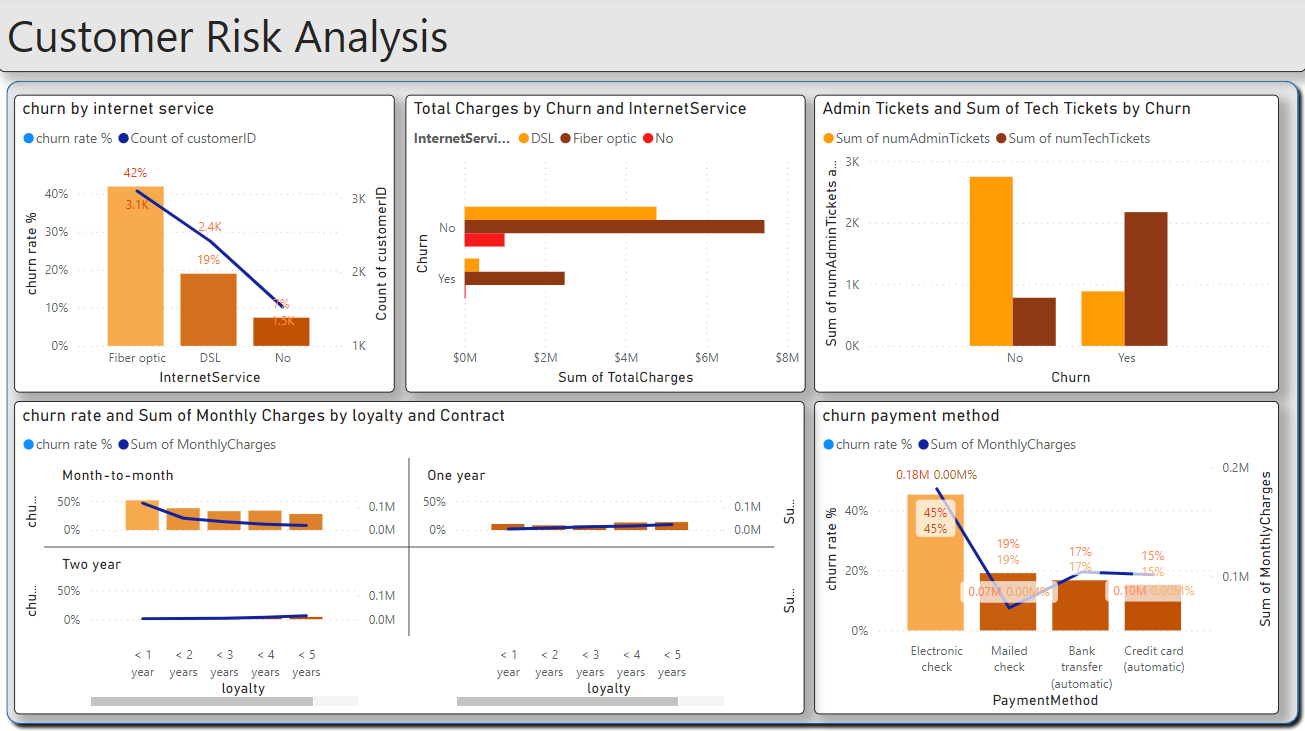 Customer Risk Analysis
churn by internet service
churn rate % Count of customerID
42%
3.1K
2.4K
19%
7%
1.5K
40%
30%
20%
10%
0%
3K
2K
1K
churn rate %
Count of customerID
Fiber optic DSL No
InternetService
Total Charges by Churn and InternetService
InternetServi... DSL Fiber optic No
No
Yes
Churn
$0M $2M $4M $6M $8M
Sum of TotalCharges
Admin Tickets and Sum of Tech Tickets by Churn
Sum of numAdminTickets Sum of numTechTickets
3K
2K
1K
0K
Sum of numAdminTickets a...
No Yes
Churn
churn rate and Sum of Monthly Charges by loyalty and Contract
churn rate % Sum of MonthlyCharges
Month-to-month
50%
0%
chu...
0.1M
0.0M
One year
50%
0%
0.1M
0.0M
Su...
Two year
50%
0%
chu...
0.1M
0.0M
Su...
< 1 year
< 2 years
< 3 years
< 4 years
< 5 years
loyalty
< 1 year
< 2 years
< 3 years
< 4 years
< 5 years
loyalty
churn payment method
churn rate % Sum of MonthlyCharges
0.18M 0.00M%
45%
45%
19%
19%
0.07M 0.00M%
17%
17%
15%
15%
0.10M 0.00M%
40%
20%
0%
0.2M
0.1M
churn rate %
Sum of MonthlyCharges
Electronic
check
Mailed
check
Bank
transfer
(automatic)
Credit card
(automatic)
PaymentMethod